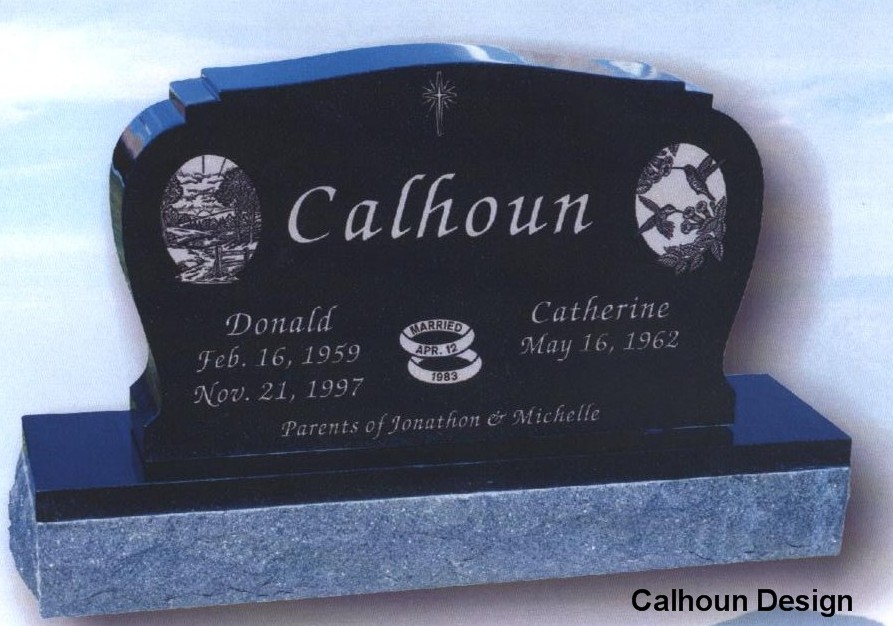 Calhoun
Donald
Feb. 16, 1959
Nov. 21, 1997
MARRIED
APR. 12
1983
Catherine
May 16, 1962
Parents of Jonathon & Michelle
Calhoun Design